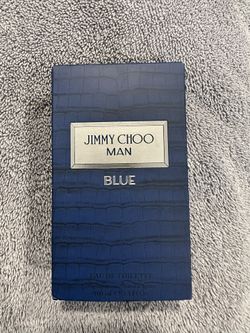 JIMMY CHOO
MAN
BLUE
EAU DE TOILETTE